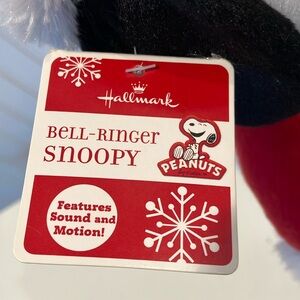 Hallmark
BELL-RINGER
SNOOPY
PEANUTS
Features
Sound and
Motion!